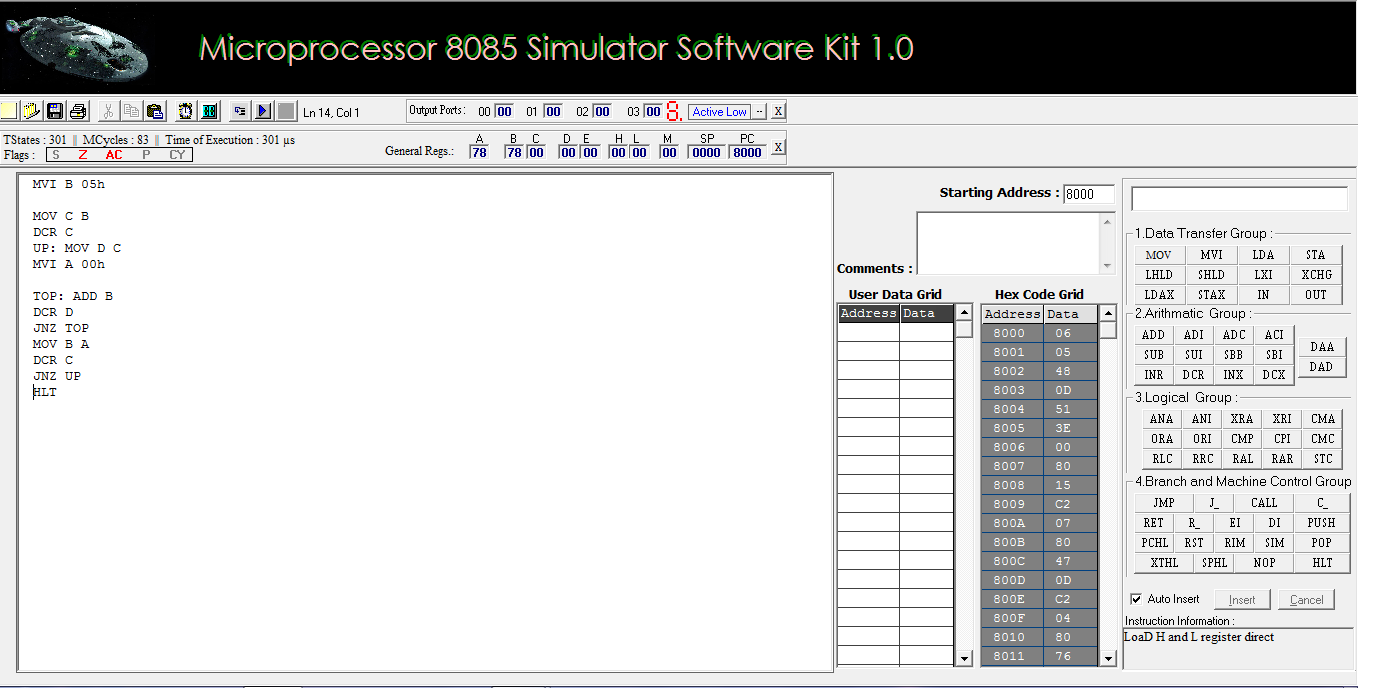 Microprocessor 8085 Simulator Software Kit 1.0
Ln 14, Col 1
Output Ports : 00 00 01 00 02 00 03 00 8. Active Low -- X
TStates : 301 MCycles : 83 Time of Execution : 301 µs
Flags : S Z AC P CY
General Regs.: A B C D E H L M SP PC X
78 78 00 00 00 00 00 00 0000 8000
MVI B 05h
MOV C B
DCR C
UP: MOV D C
MVI A 00h
TOP: ADD B
DCR D
JNZ TOP
MOV B A
DCR C
JNZ UP
HLT
Starting Address : 8000
Comments :
User Data Grid
Address Data
Hex Code Grid
Address Data
8000 06
8001 05
8002 48
8003 0D
8004 51
8005 3E
8006 00
8007 80
8008 15
8009 C2
800A 07
800B 80
800C 47
800D 0D
800E C2
800F 04
8010 80
8011 76
1.Data Transfer Group :
MOV MVI LDA STA
LHLD SHLD LXI XCHG
LDAX STAX IN OUT
2.Arithmatic Group :
ADD ADI ADC ACI
SUB SUI SBB SBI
INR DCR INX DCX
DAA
DAD
3.Logical Group :
ANA ANI XRA XRI CMA
ORA ORI CMP CPI CMC
RLC RRC RAL RAR STC
4.Branch and Machine Control Group
JMP J_ CALL C_
RET R_ EI DI PUSH
PCHL RST RIM SIM POP
XTHL SPHL NOP HLT
Auto Insert Insert Cancel
Instruction Information :
LoaD H and L register direct